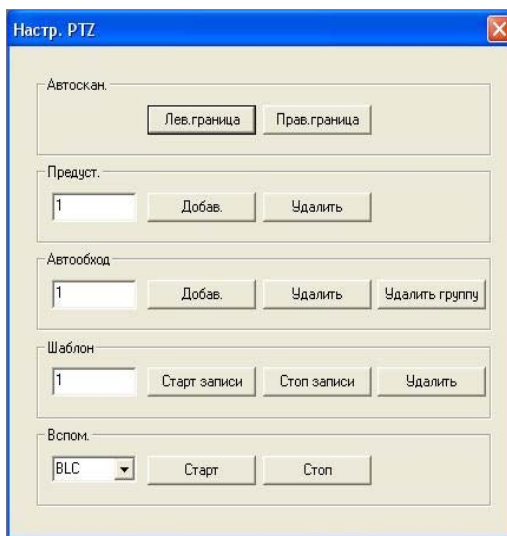 Настр. PTZ
Автоскан.
Лев.граница Прав.граница
Предуст.
1 Добав. Удалить
Автообход
1 Добав. Удалить Удалить группу
Шаблон
1 Старт записи Стоп записи Удалить
Вспом.
BLC Старт Стоп